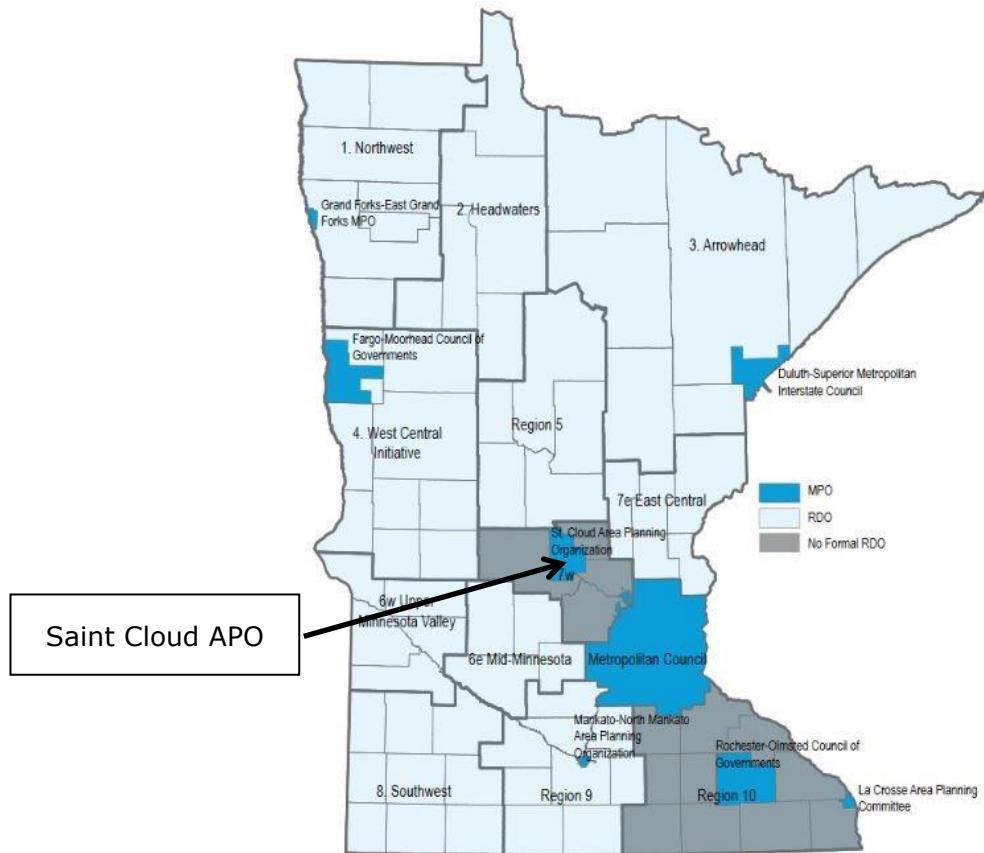 1. Northwest
Grand Forks-East Grand
Forks MPO
2. Headwaters
3. Arrowhead
Fargo-Moorhead Council of
Governments
Duluth-Superior Metropolitan
Interstate Council
Region 5
4. West Central
Initiative
7e East Central
MPO
RDO
No Formal RDO
St. Cloud Area Planning
Organization
7w
Saint Cloud APO
6w Upper
Minnesota Valley
6e Mid-Minnesota
Metropolitan Council
Mankato-North Mankato
Area Planning
Organization
Rochester-Olmsted Council of
Governments
8. Southwest
Region 9
Region 10
La Crosse Area Planning
Committee